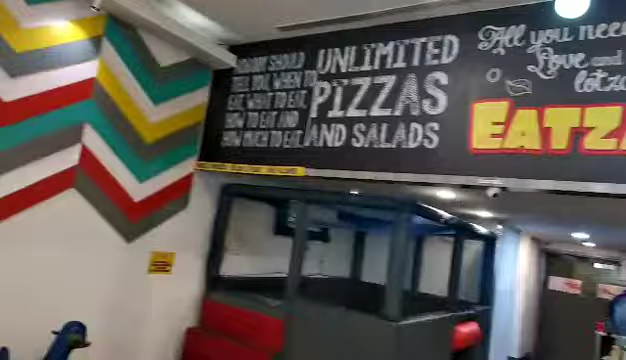 NOBODY SHOULD
TELL YOU, WHEN TO
EAT, WHAT TO EAT,
HOW TO EAT AND
HOW MUCH TO EAT
UNLIMITED
PIZZAS
AND SALADS
All you need
Love and
EATZA